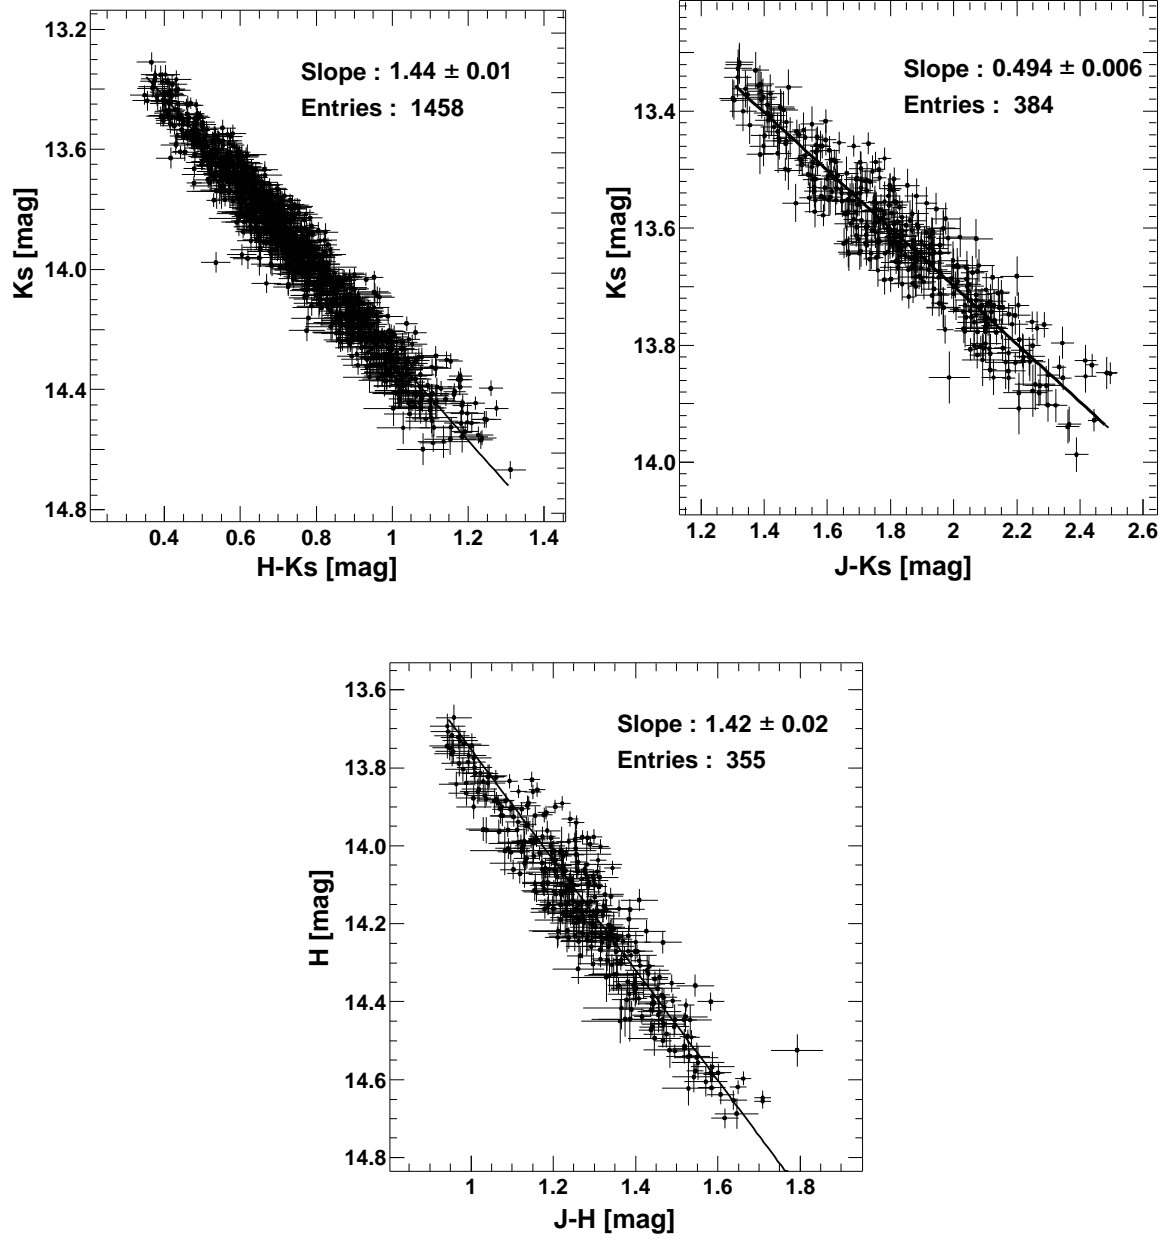 Slope : 1.44 ± 0.01
Entries : 1458
13.2
13.6
14.0
14.4
14.8
Ks [mag]
0.4 0.6 0.8 1 1.2 1.4
H-Ks [mag]
Slope : 0.494 ± 0.006
Entries : 384
13.4
13.6
13.8
14.0
Ks [mag]
1.2 1.4 1.6 1.8 2 2.2 2.4 2.6
J-Ks [mag]
Slope : 1.42 ± 0.02
Entries : 355
13.6
13.8
14.0
14.2
14.4
14.6
14.8
H [mag]
1 1.2 1.4 1.6 1.8
J-H [mag]